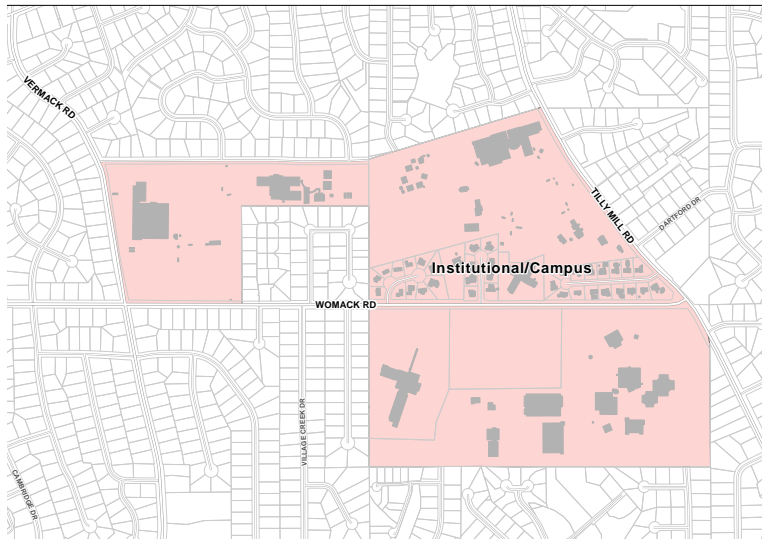 VERMACK RD
TILLY MILL RD
DARTFORD DR
Institutional/Campus
WOMACK RD
VILLAGE CREEK DR
CAMBRIDGE DR